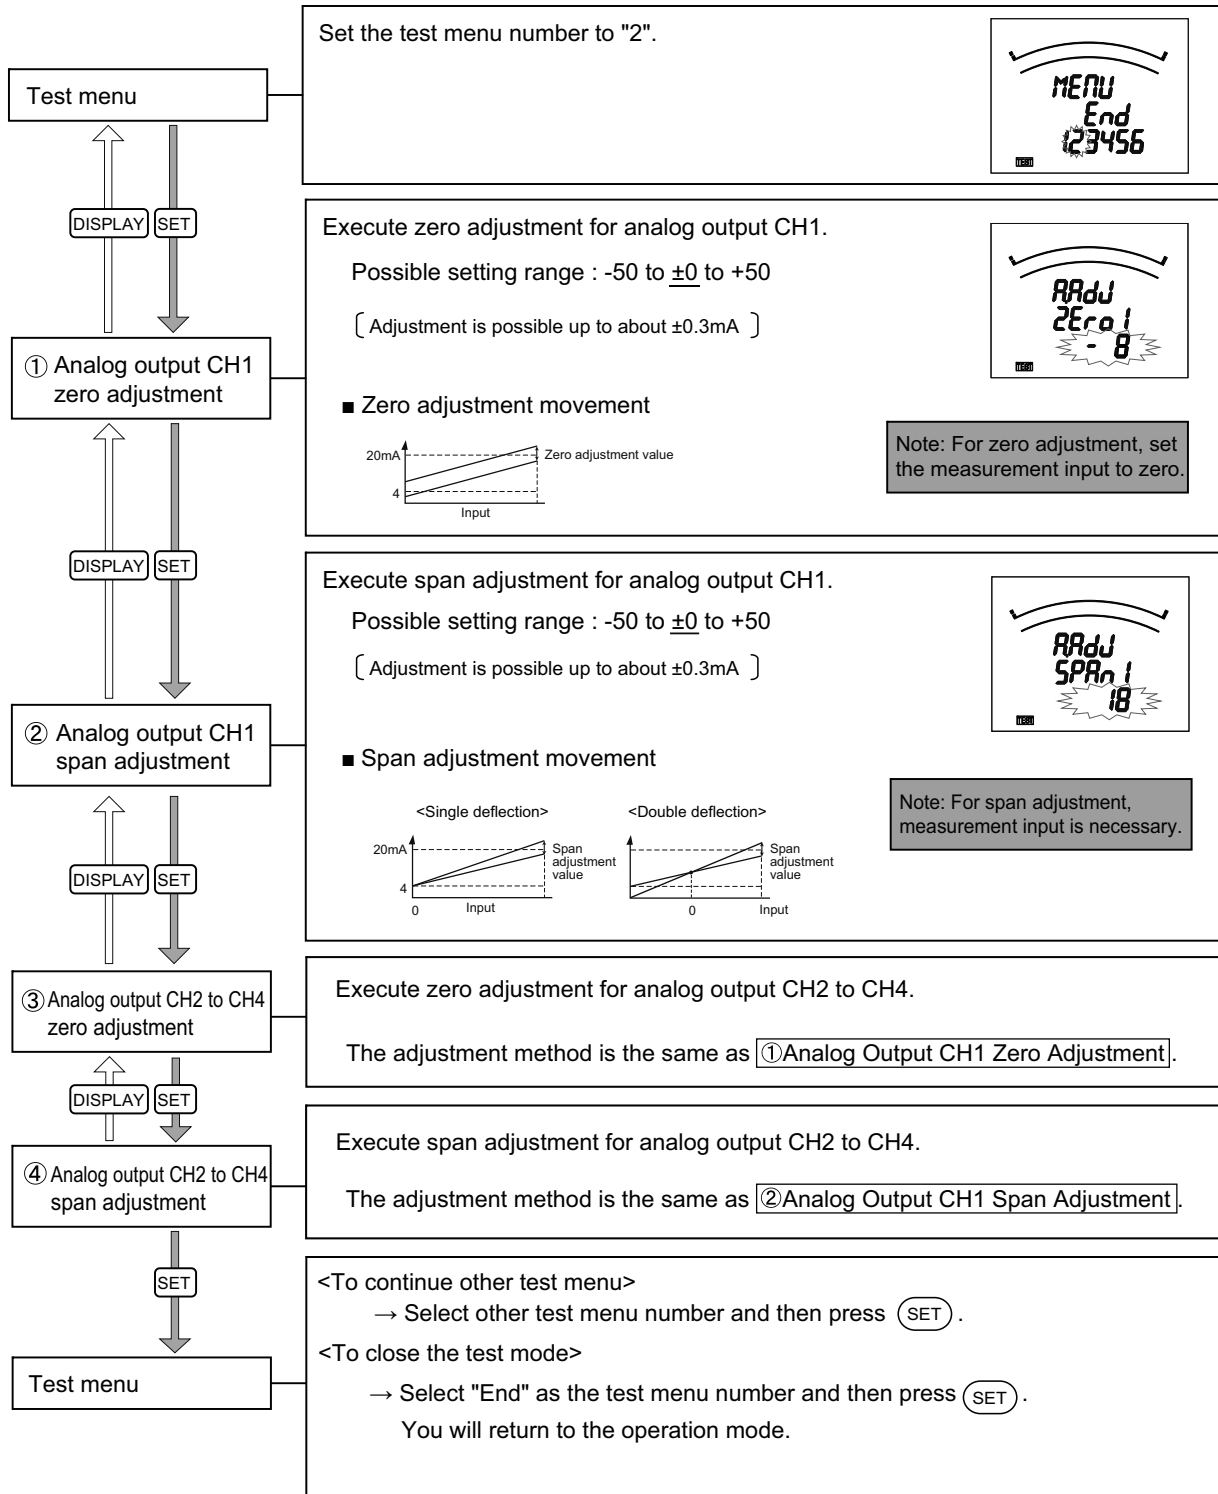 Test menu
Set the test menu number to "2".
MENU
End
123456
TEST
DISPLAY SET
① Analog output CH1
zero adjustment
Execute zero adjustment for analog output CH1.
Possible setting range : -50 to ±0 to +50
[ Adjustment is possible up to about ±0.3mA ]
■ Zero adjustment movement
20mA
4
Zero adjustment value
Input
AAdJ
ZEro1
- 8
TEST
Note: For zero adjustment, set
the measurement input to zero.
DISPLAY SET
② Analog output CH1
span adjustment
Execute span adjustment for analog output CH1.
Possible setting range : -50 to ±0 to +50
[ Adjustment is possible up to about ±0.3mA ]
■ Span adjustment movement
<Single deflection>
20mA
4
0
Input
Span
adjustment
value
<Double deflection>
0
Input
Span
adjustment
value
AAdJ
SPAn1
18
TEST
Note: For span adjustment,
measurement input is necessary.
DISPLAY SET
③ Analog output CH2 to CH4
zero adjustment
Execute zero adjustment for analog output CH2 to CH4.
The adjustment method is the same as ①Analog Output CH1 Zero Adjustment.
DISPLAY SET
④ Analog output CH2 to CH4
span adjustment
Execute span adjustment for analog output CH2 to CH4.
The adjustment method is the same as ②Analog Output CH1 Span Adjustment.
SET
Test menu
<To continue other test menu>
→ Select other test menu number and then press SET.
<To close the test mode>
→ Select "End" as the test menu number and then press SET.
You will return to the operation mode.